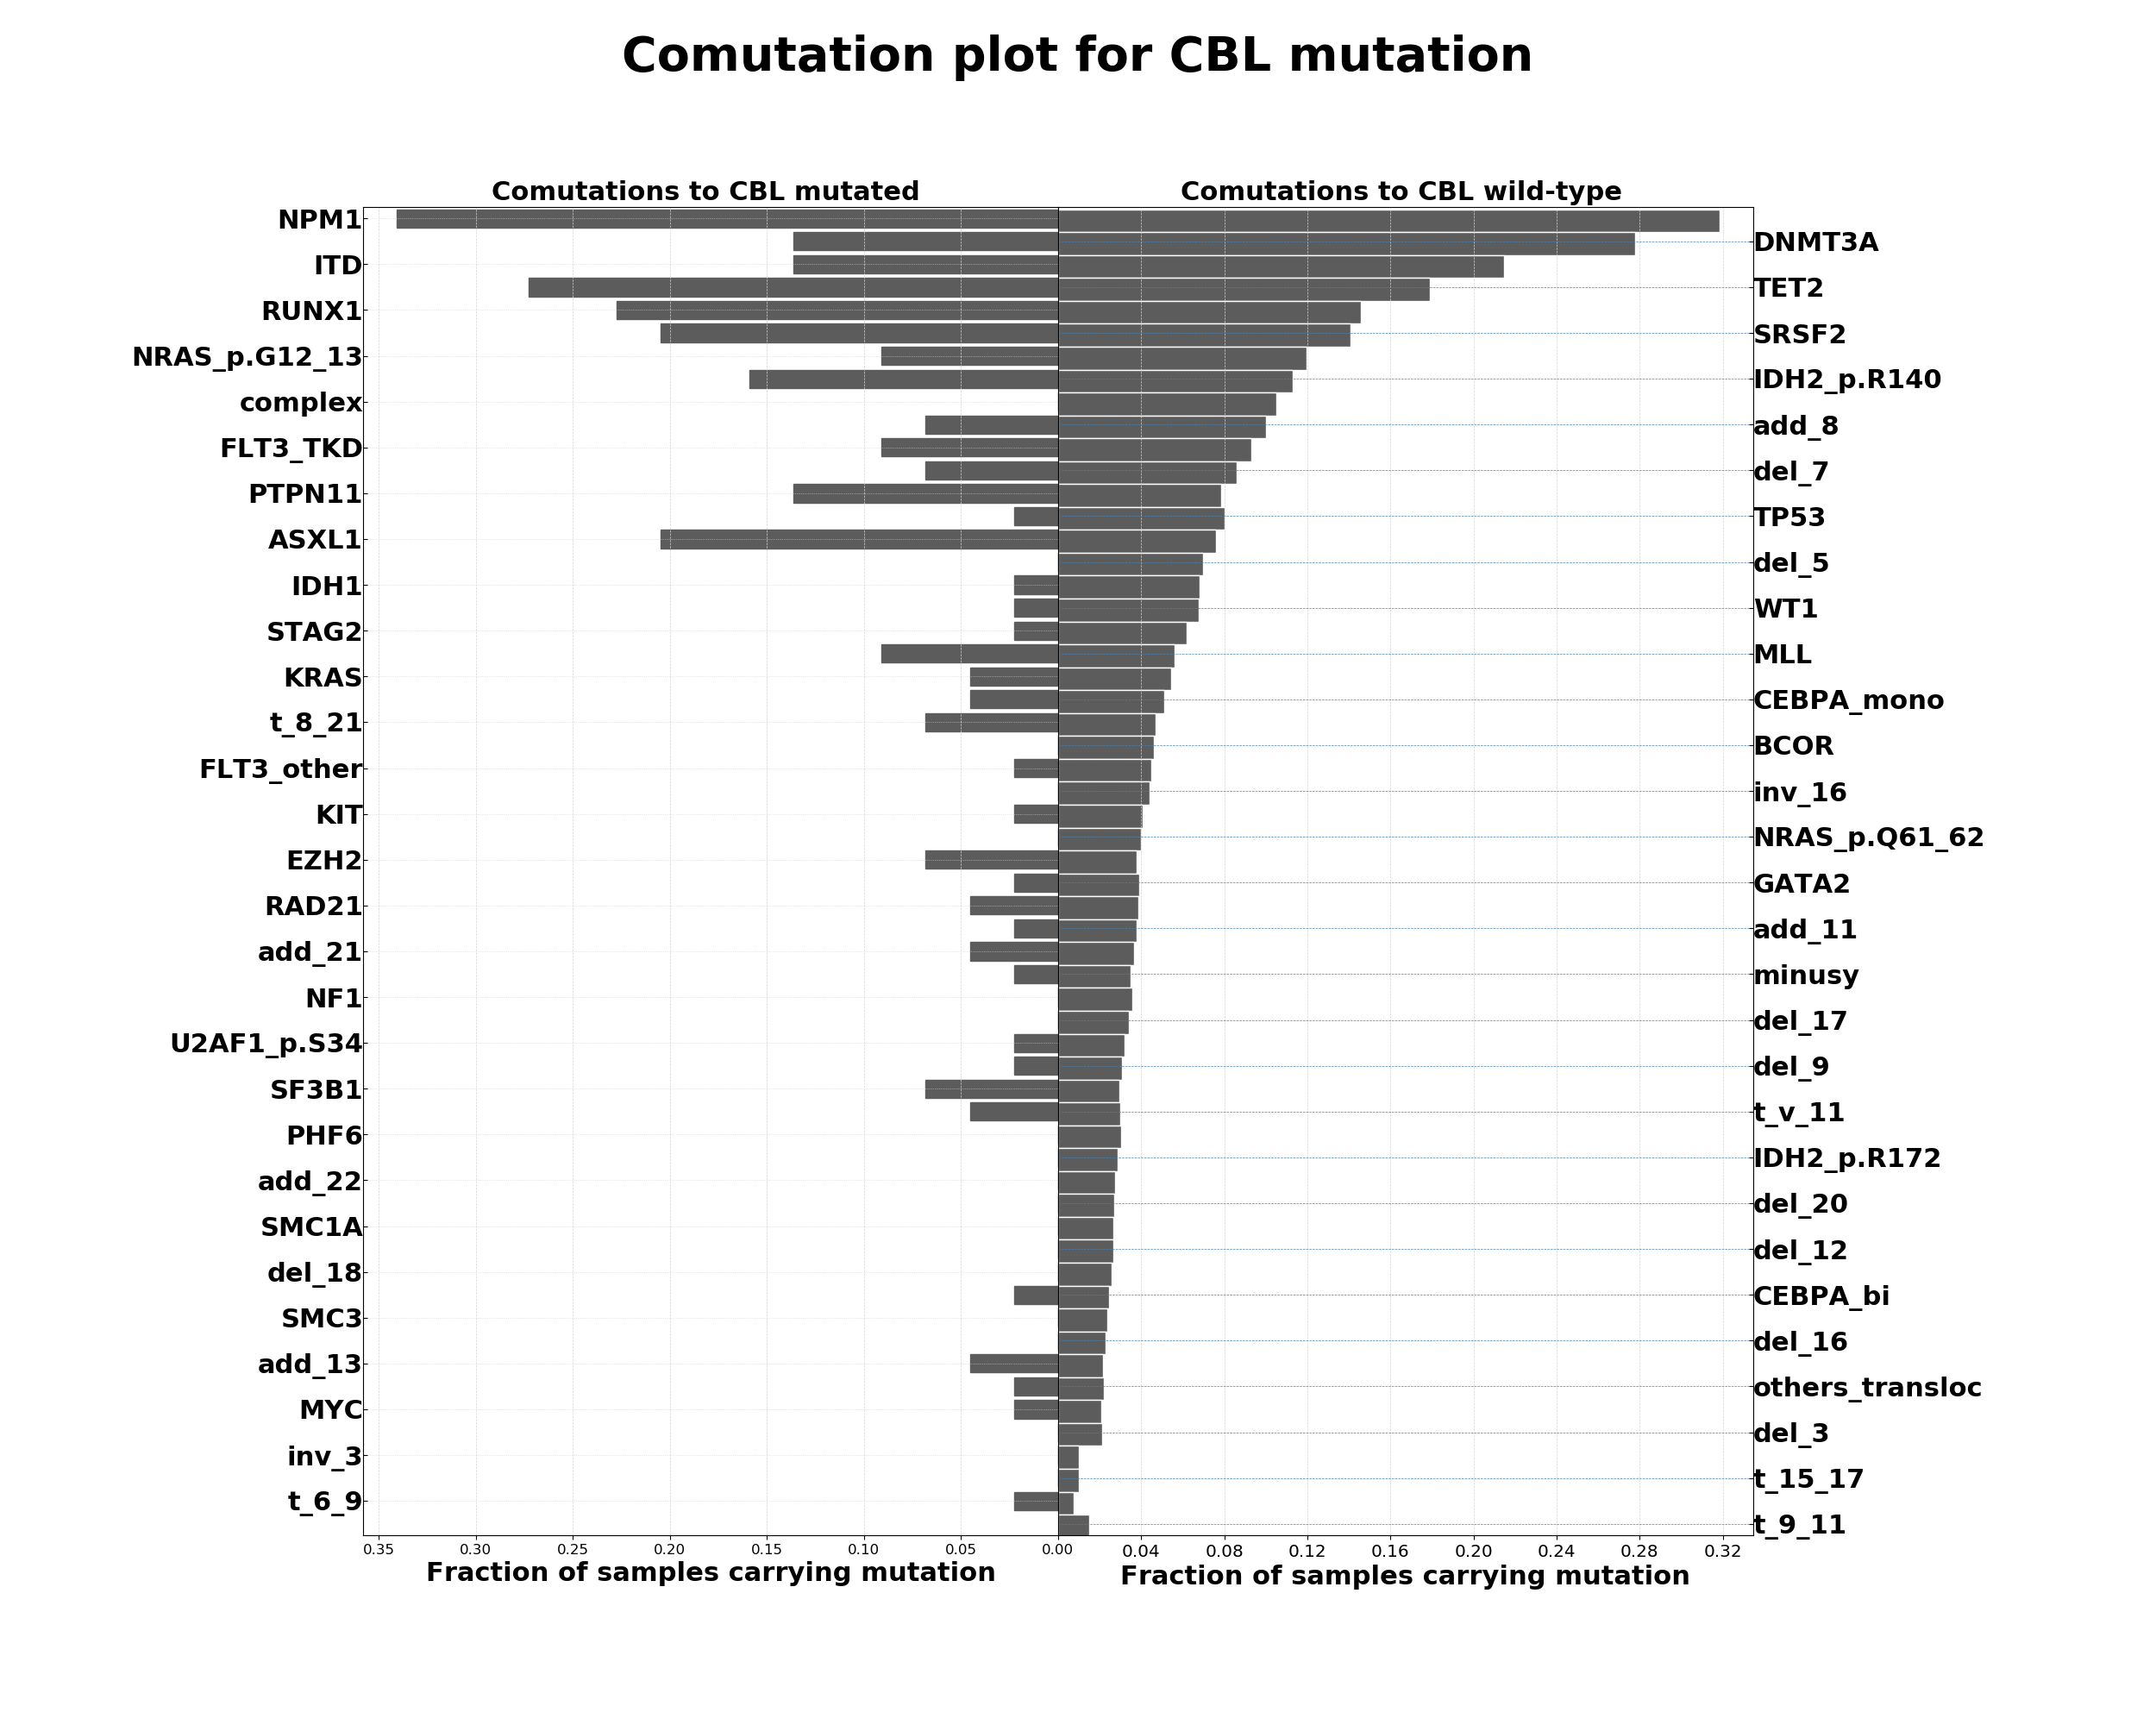 Comutation plot for CBL mutation
Comutations to CBL mutated
Comutations to CBL wild-type
NPM1
DNMT3A
ITD
TET2
RUNX1
SRSF2
NRAS_p.G12_13
IDH2_p.R140
complex
add_8
FLT3_TKD
del_7
PTPN11
TP53
ASXL1
del_5
IDH1
WT1
STAG2
MLL
KRAS
CEBPA_mono
t_8_21
BCOR
FLT3_other
inv_16
KIT
NRAS_p.Q61_62
EZH2
GATA2
RAD21
add_11
add_21
minusy
NF1
del_17
U2AF1_p.S34
del_9
SF3B1
t_v_11
PHF6
IDH2_p.R172
add_22
del_20
SMC1A
del_12
del_18
CEBPA_bi
SMC3
del_16
add_13
others_transloc
MYC
del_3
inv_3
t_15_17
t_6_9
t_9_11
0.35 0.30 0.25 0.20 0.15 0.10 0.05 0.00 0.04 0.08 0.12 0.16 0.20 0.24 0.28 0.32
Fraction of samples carrying mutation
Fraction of samples carrying mutation